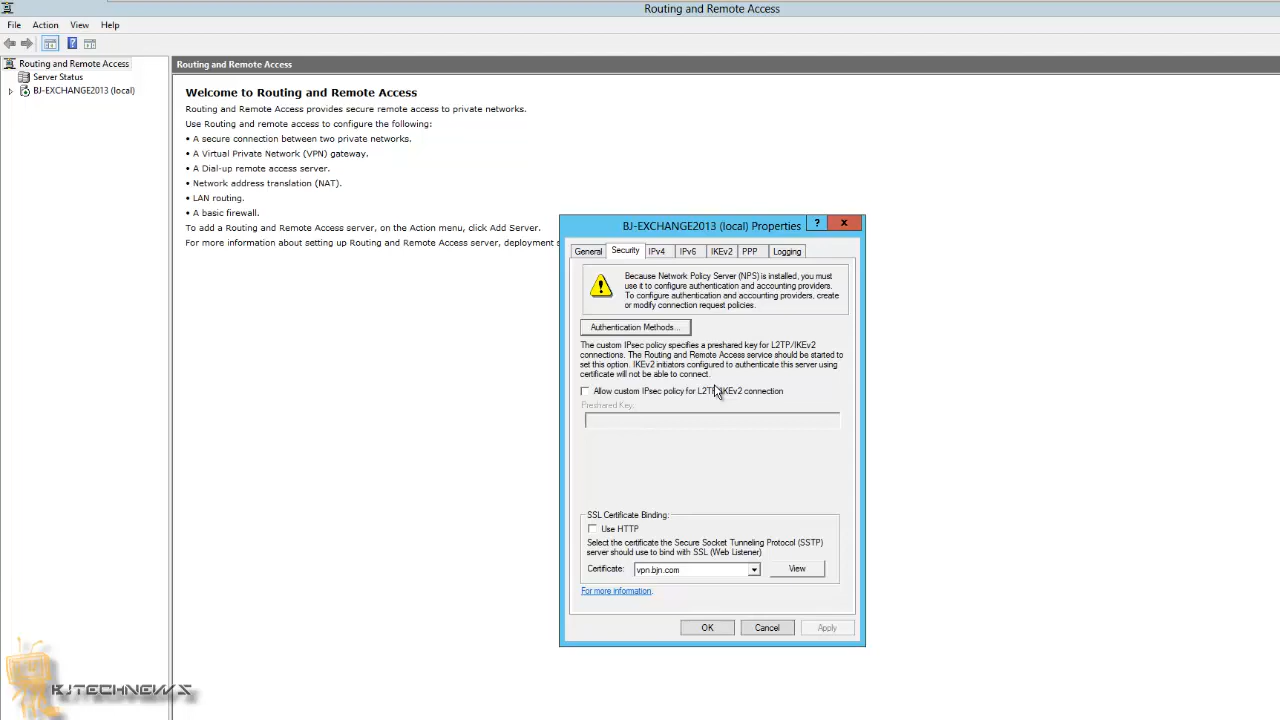 Routing and Remote Access
File Action View Help
Routing and Remote Access
Server Status
BJ-EXCHANGE2013 (local)
Routing and Remote Access
Welcome to Routing and Remote Access
Routing and Remote Access provides secure remote access to private networks.
Use Routing and remote access to configure the following:
• A secure connection between two private networks.
• A Virtual Private Network (VPN) gateway.
• A Dial-up remote access server.
• Network address translation (NAT).
• LAN routing.
• A basic firewall.
To add a Routing and Remote Access server, on the Action menu, click Add Server.
For more information about setting up Routing and Remote Access server, deployment s
BJ-EXCHANGE2013 (local) Properties
General Security IPv4 IPv6 IKEv2 PPP Logging
Because Network Policy Server (NPS) is installed, you must
use it to configure authentication and accounting providers.
To configure authentication and accounting providers, create
or modify connection request policies.
Authentication Methods...
The custom IPsec policy specifies a preshared key for L2TP/IKEv2
connections. The Routing and Remote Access service should be started to
set this option. IKEv2 initiators configured to authenticate this server using
certificate will not be able to connect.
Allow custom IPsec policy for L2TP/IKEv2 connection
Preshared Key:
SSL Certificate Binding:
Use HTTP
Select the certificate the Secure Socket Tunneling Protocol (SSTP)
server should use to bind with SSL (Web Listener)
Certificate: vpn.bjn.com View
For more information.
OK Cancel Apply
BJTECHNEWS